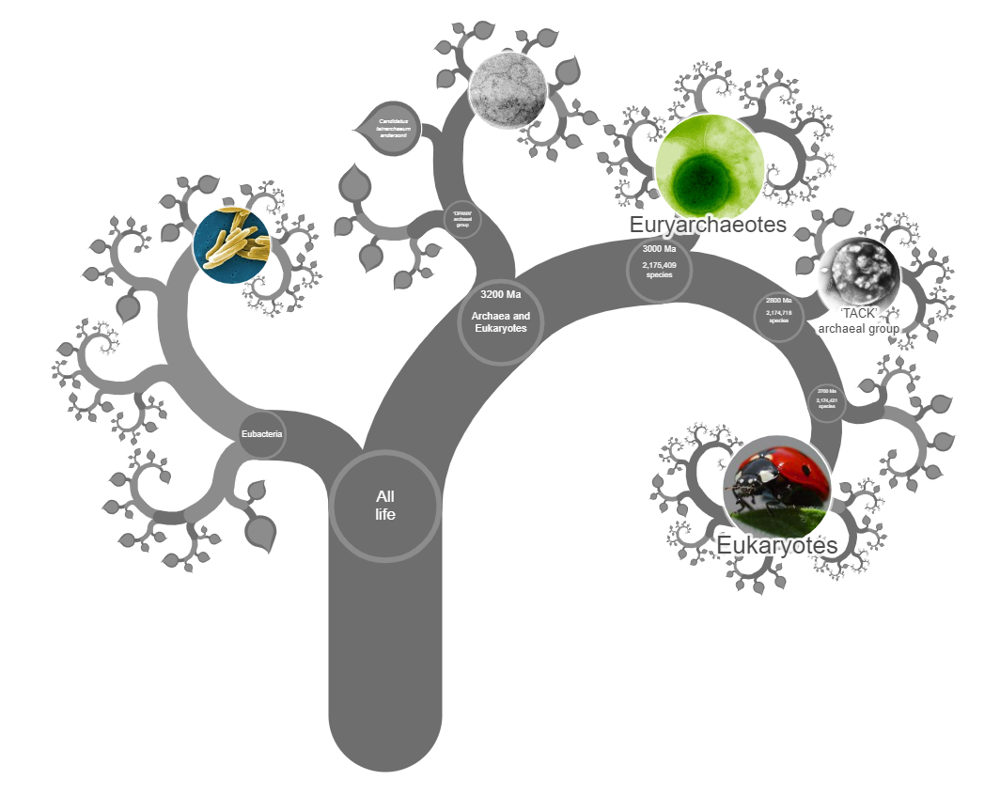 Candidatus
Iainarchaeum
andersonii
'DPANN'
archaeal
group
Euryarchaeotes
3000 Ma
2,175,409
species
3200 Ma
Archaea and
Eukaryotes
2800 Ma
2,174,718
species
'TACK'
archaeal group
2,174,421
species
Eubacteria
All
life
Eukaryotes